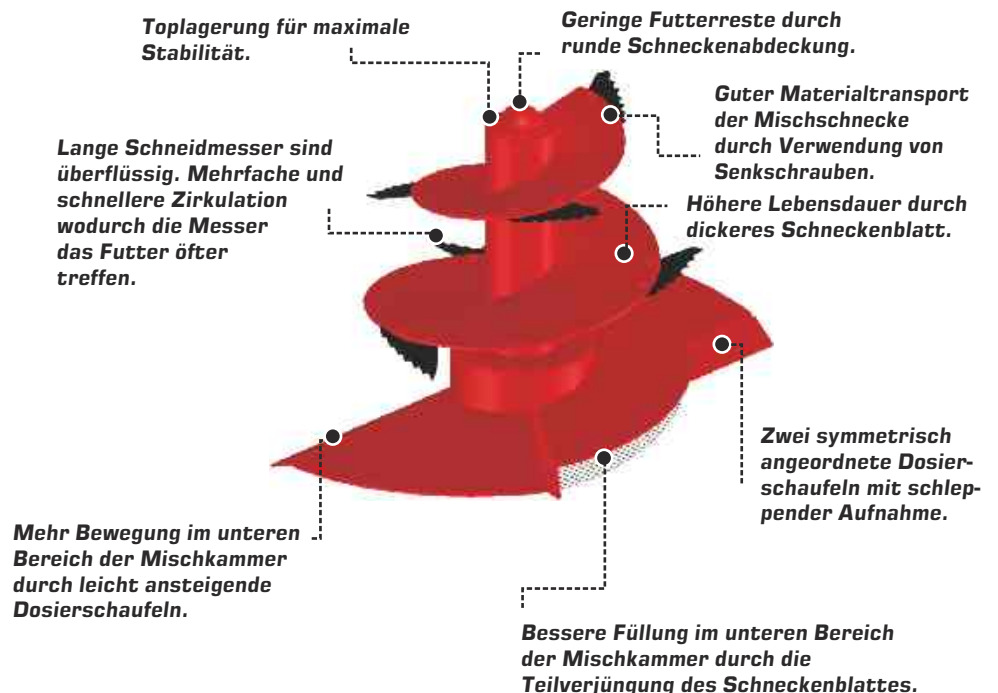 Toplagerung für maximale
Stabilität.
Geringe Futterreste durch
runde Schneckenabdeckung.
Guter Materialtransport
der Mischschnecke
durch Verwendung von
Senkschrauben.
Lange Schneidmesser sind
überflüssig. Mehrfache und
schnellere Zirkulation
wodurch die Messer
das Futter öfter
treffen.
Höhere Lebensdauer durch
dickeres Schneckenblatt.
Zwei symmetrisch
angeordnete Dosier-
schaufeln mit schlep-
pender Aufnahme.
Mehr Bewegung im unteren
Bereich der Mischkammer
durch leicht ansteigende
Dosierschaufeln.
Bessere Füllung im unteren Bereich
der Mischkammer durch die
Teilverjüngung des Schneckenblattes.